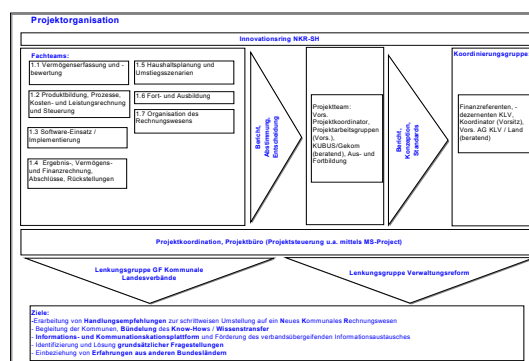 Projektorganisation
Innovationsring NKR-SH
Fachteams:
1.1 Vermögenserfassung und -
bewertung
1.2 Produktbildung, Prozesse,
Kosten- und Leistungsrechnung
und Steuerung
1.3 Software-Einsatz /
Implementierung
1.4 Ergebnis-, Vermögens-
und Finanzrechnung,
Abschlüsse, Rückstellungen
1.5 Haushaltsplanung und
Umstiegsszenarien
1.6 Fort- und Ausbildung
1.7 Organisation des
Rechnungswesens
Bericht,
Abstimmung,
Entscheidung
Projektteam:
Vors.
Projektkoordinator,
Projektarbeitsgruppen
(Vors.),
KUBUS/Gekom
(beratend), Aus- und
Fortbildung
Bericht,
Konzeption,
Standards
Koordinierungsgruppe:
Finanzreferenten, -
dezernenten KLV,
Koordinator (Vorsitz),
Vors. AG KLV / Land
(beratend)
Projektkoordination, Projektbüro (Projektsteuerung u.a. mittels MS-Project)
Lenkungsgruppe GF Kommunale
Landesverbände
Lenkungsgruppe Verwaltungsreform
Ziele:
-Erarbeitung von Handlungsempfehlungen zur schrittweisen Umstellung auf ein Neues Kommunales Rechnungswesen
- Begleitung der Kommunen, Bündelung des Know-Hows / Wissenstransfer
- Informations- und Kommunikationskationsplattform und Förderung des verbandsübergeifenden Informationsaustausches
- Identifizierung und Lösung grundsätzlicher Fragestellungen
- Einbeziehung von Erfahrungen aus anderen Bundesländern